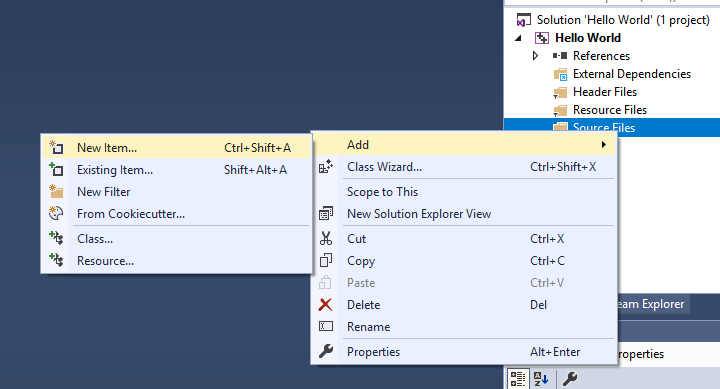 Solution 'Hello World' (1 project)
Hello World
References
External Dependencies
Header Files
Resource Files
Source Files
New Item... Ctrl+Shift+A
Existing Item... Shift+Alt+A
New Filter
From Cookiecutter...
Class...
Resource...
Add
Class Wizard... Ctrl+Shift+X
Scope to This
New Solution Explorer View
Cut Ctrl+X
Copy Ctrl+C
Paste Ctrl+V
Delete Del
Rename
Properties Alt+Enter
eam Explorer
roperties